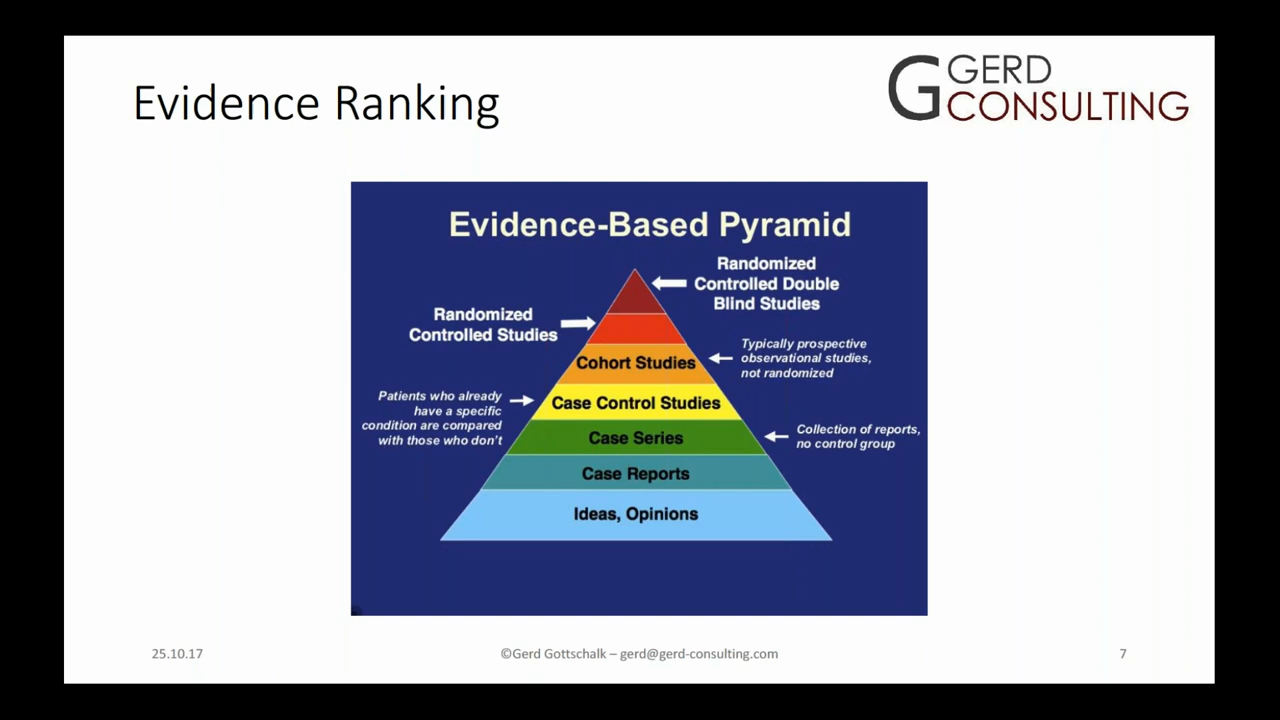 Evidence Ranking
GERD
CONSULTING
Evidence-Based Pyramid
Randomized
Controlled Double
Blind Studies
Randomized
Controlled Studies
Cohort Studies
Typically prospective
observational studies,
not randomized
Patients who already
have a specific
condition are compared
with those who don't
Case Control Studies
Case Series
Collection of reports,
no control group
Case Reports
Ideas, Opinions
25.10.17
©Gerd Gottschalk – gerd@gerd-consulting.com
7